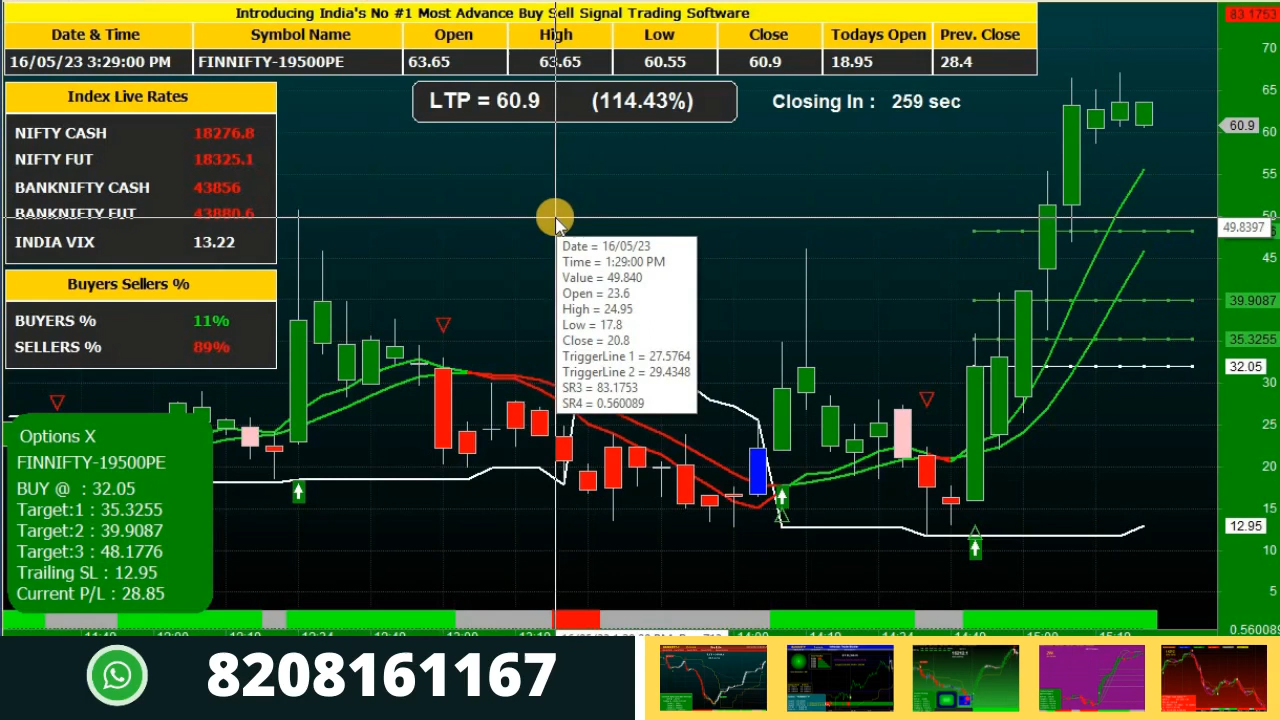 Introducing India's No #1 Most Advance Buy Sell Signal Trading Software
Date & Time Symbol Name Open High Low Close Todays Open Prev. Close
16/05/23 3:29:00 PM FINNIFTY-19500PE 63.65 63.65 60.55 60.9 18.95 28.4
83.1753
LTP = 60.9 (114.43%) Closing In : 259 sec
Index Live Rates
NIFTY CASH 18276.8
NIFTY FUT 18325.1
BANKNIFTY CASH 43856
BANKNIFTY FUT 43880.6
INDIA VIX 13.22
Buyers Sellers %
BUYERS % 11%
SELLERS % 89%
Date = 16/05/23
Time = 1:29:00 PM
Value = 49.840
Open = 23.6
High = 24.95
Low = 17.8
Close = 20.8
TriggerLine 1 = 27.5764
TriggerLine 2 = 29.4348
SR3 = 83.1753
SR4 = 0.560089
Options X
FINNIFTY-19500PE
BUY @ : 32.05
Target:1 : 35.3255
Target:2 : 39.9087
Target:3 : 48.1776
Trailing SL : 12.95
Current P/L : 28.85
70
65
60.9
55
50
49.8397
45
39.9087
35.3255
32.05
30
25
20
15
12.95
10
5
0.560089
8208161167